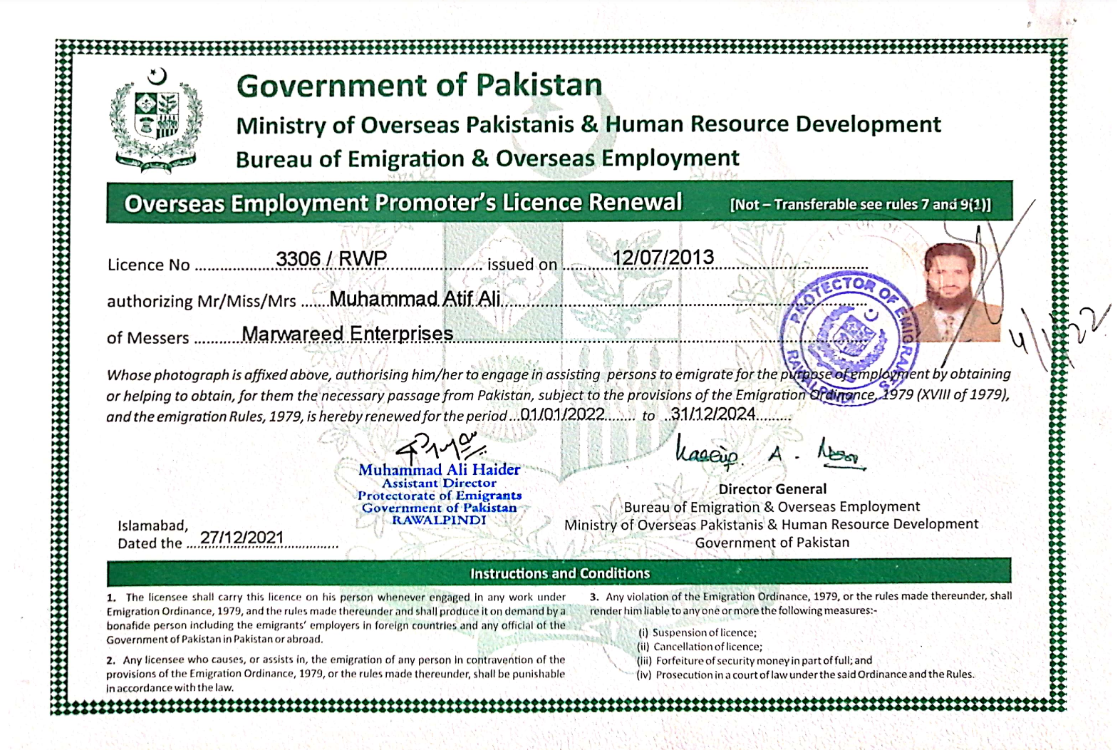 Government of Pakistan
Ministry of Overseas Pakistanis & Human Resource Development
Bureau of Emigration & Overseas Employment
Overseas Employment Promoter's Licence Renewal [Not – Transferable see rules 7 and 9(1)]
Licence No ........ 3306 / RWP ........ issued on ........ 12/07/2013 ........
authorizing Mr/Miss/Mrs ...... Muhammad Atif Ali ........
of Messers ........ Marwareed Enterprises ........
PROTECTOR OF EMIGRANTS
RAWALPINDI
4/1/22
Whose photograph is affixed above, authorising him/her to engage in assisting persons to emigrate for the purpose of employment by obtaining
or helping to obtain, for them the necessary passage from Pakistan, subject to the provisions of the Emigration Ordinance, 1979 (XVIII of 1979),
and the emigration Rules, 1979, is hereby renewed for the period ...01/01/2022........ to ...31/12/2024.........
Muhammad Ali Haider
Assistant Director
Protectorate of Emigrants
Government of Pakistan
RAWALPINDI
Director General
Bureau of Emigration & Overseas Employment
Ministry of Overseas Pakistanis & Human Resource Development
Government of Pakistan
Islamabad,
Dated the ... 27/12/2021 ...............
Instructions and Conditions
1. The licensee shall carry this licence on his person whenever engaged in any work under
Emigration Ordinance, 1979, and the rules made thereunder and shall produce it on demand by a
bonafide person including the emigrants' employers in foreign countries and any official of the
Government of Pakistan in Pakistan or abroad.
2. Any licensee who causes, or assists in, the emigration of any person in contravention of the
provisions of the Emigration Ordinance, 1979, or the rules made thereunder, shall be punishable
in accordance with the law.
3. Any violation of the Emigration Ordinance, 1979, or the rules made thereunder, shall
render him liable to any one or more the following measures:-
(i) Suspension of licence;
(ii) Cancellation of licence;
(iii) Forfeiture of security money in part of full; and
(iv) Prosecution in a court of law under the said Ordinance and the Rules.